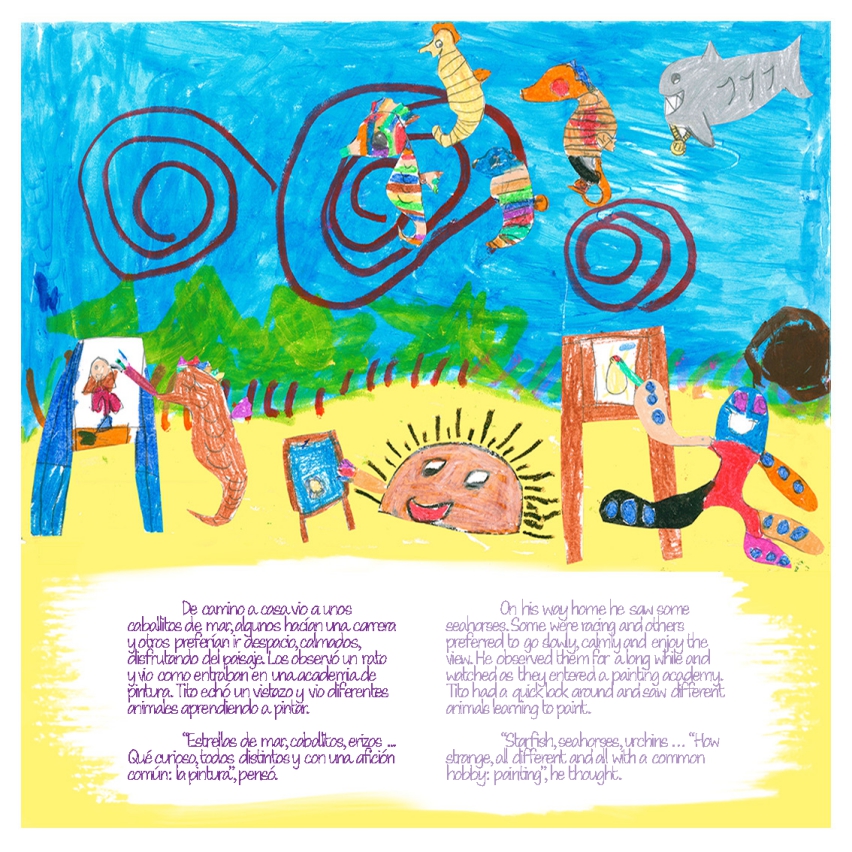 De camino a casa vio a unos
caballitos de mar, algunos hacían una carrera
y otros preferían ir despacio, calmados,
disfrutando del paisaje. Los observó un rato
y vio como entraban en una academia de
pintura. Tito echó un vistazo y vio diferentes
animales aprendiendo a pintar.
“Estrellas de mar, caballitos, erizos ...
Qué curioso, todos distintos y con una afición
común: la pintura”, pensó.
On his way home he saw some
seahorses. Some were racing and others
preferred to go slowly, calmly and enjoy the
view. He observed them for a long while and
watched as they entered a painting academy.
Tito had a quick look around and saw different
animals learning to paint.
“Starfish, seahorses, urchins ... “How
strange, all different and all with a common
hobby: painting”, he thought.